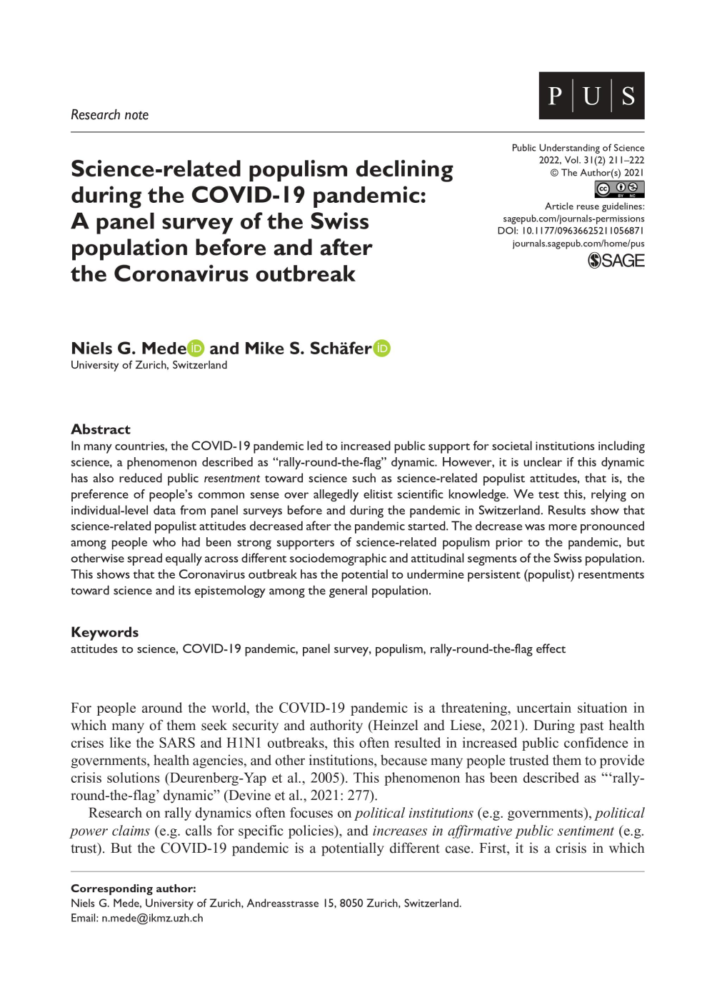 P U S
Research note
Public Understanding of Science
2022, Vol. 31(2) 211–222
© The Author(s) 2021
cc BY NC
Article reuse guidelines:
sagepub.com/journals-permissions
DOI: 10.1177/09636625211056871
journals.sagepub.com/home/pus
SAGE
Science-related populism declining
during the COVID-19 pandemic:
A panel survey of the Swiss
population before and after
the Coronavirus outbreak
Niels G. Mede iD and Mike S. Schäfer iD
University of Zurich, Switzerland
Abstract
In many countries, the COVID-19 pandemic led to increased public support for societal institutions including
science, a phenomenon described as “rally-round-the-flag” dynamic. However, it is unclear if this dynamic
has also reduced public resentment toward science such as science-related populist attitudes, that is, the
preference of people’s common sense over allegedly elitist scientific knowledge. We test this, relying on
individual-level data from panel surveys before and during the pandemic in Switzerland. Results show that
science-related populist attitudes decreased after the pandemic started. The decrease was more pronounced
among people who had been strong supporters of science-related populism prior to the pandemic, but
otherwise spread equally across different sociodemographic and attitudinal segments of the Swiss population.
This shows that the Coronavirus outbreak has the potential to undermine persistent (populist) resentments
toward science and its epistemology among the general population.
Keywords
attitudes to science, COVID-19 pandemic, panel survey, populism, rally-round-the-flag effect
For people around the world, the COVID-19 pandemic is a threatening, uncertain situation in
which many of them seek security and authority (Heinzel and Liese, 2021). During past health
crises like the SARS and H1N1 outbreaks, this often resulted in increased public confidence in
governments, health agencies, and other institutions, because many people trusted them to provide
crisis solutions (Deurenberg-Yap et al., 2005). This phenomenon has been described as “‘rally-
round-the-flag’ dynamic” (Devine et al., 2021: 277).
Research on rally dynamics often focuses on political institutions (e.g. governments), political
power claims (e.g. calls for specific policies), and increases in affirmative public sentiment (e.g.
trust). But the COVID-19 pandemic is a potentially different case. First, it is a crisis in which
Corresponding author:
Niels G. Mede, University of Zurich, Andreasstrasse 15, 8050 Zurich, Switzerland.
Email: n.mede@ikmz.uzh.ch